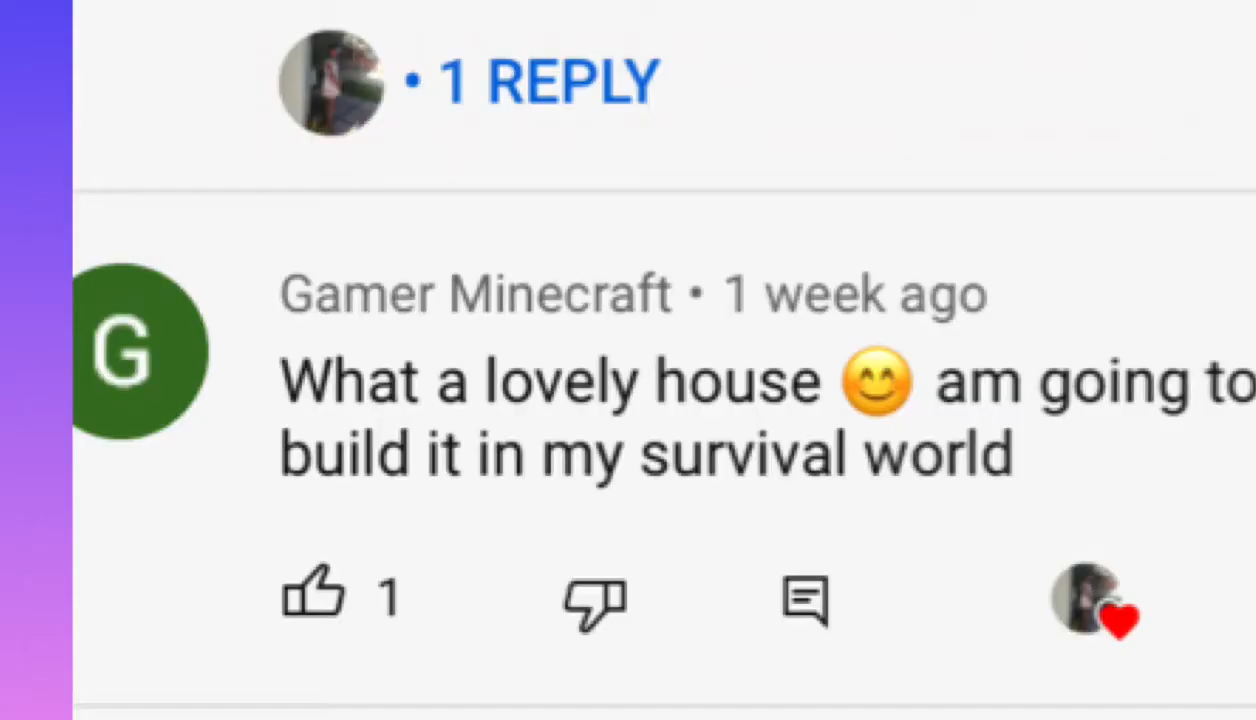 • 1 REPLY
G
Gamer Minecraft • 1 week ago
What a lovely house 😊 am going to
build it in my survival world
1